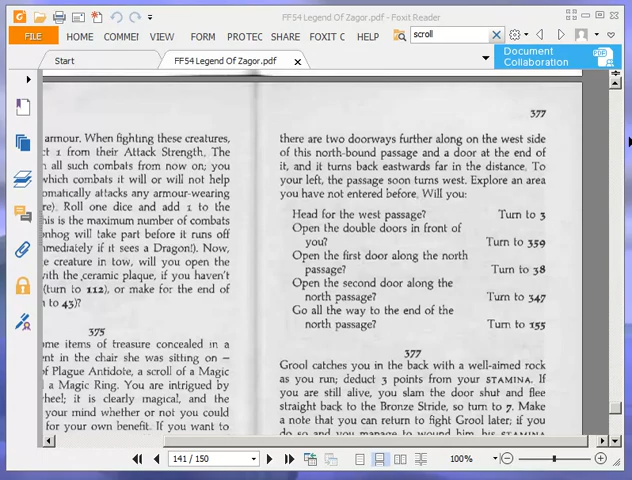 FF54 Legend Of Zagor.pdf - Foxit Reader
FILE HOME COMMEI VIEW FORM PROTEC SHARE FOXIT C HELP scroll
Start FF54 Legend Of Zagor.pdf Document Collaboration
armour. When fighting these creatures,
ct 1 from their Attack Strength. The
all such combats from now on; you
which combats it will or will not help
omatically attacks any armour-wearing
re). Roll one dice and add 1 to the
his is the maximum number of combats
onhog will take part before it runs off
nmediately if it sees a Dragon!). Now,
e creature in tow, will you open the
with the ceramic plaque, if you haven't
(turn to 112), or make for the end of
n to 43)?
375
ome items of treasure concealed in a
ent in the chair she was sitting on –
of Plague Antidote, a scroll of a Magic
d a Magic Ring. You are intrigued by
heel; it is clearly magical, and the
your mind whether or not you could
for your own benefit. If you want to
377
there are two doorways further along on the west side
of this north-bound passage and a door at the end of
it, and it turns back eastwards far in the distance. To
your left, the passage soon turns west. Explore an area
you have not entered before. Will you:
Head for the west passage? Turn to 3
Open the double doors in front of
you? Turn to 359
Open the first door along the north
passage? Turn to 38
Open the second door along the
north passage? Turn to 347
Go all the way to the end of the
north passage? Turn to 155
377
Grool catches you in the back with a well-aimed rock
as you run; deduct 3 points from your STAMINA. If
you are still alive, you slam the door shut and flee
straight back to the Bronze Stride, so turn to 7. Make
a note that you can return to fight Grool later; if you
do so and you manage to wound him, his STAMINA
141 / 150 100%